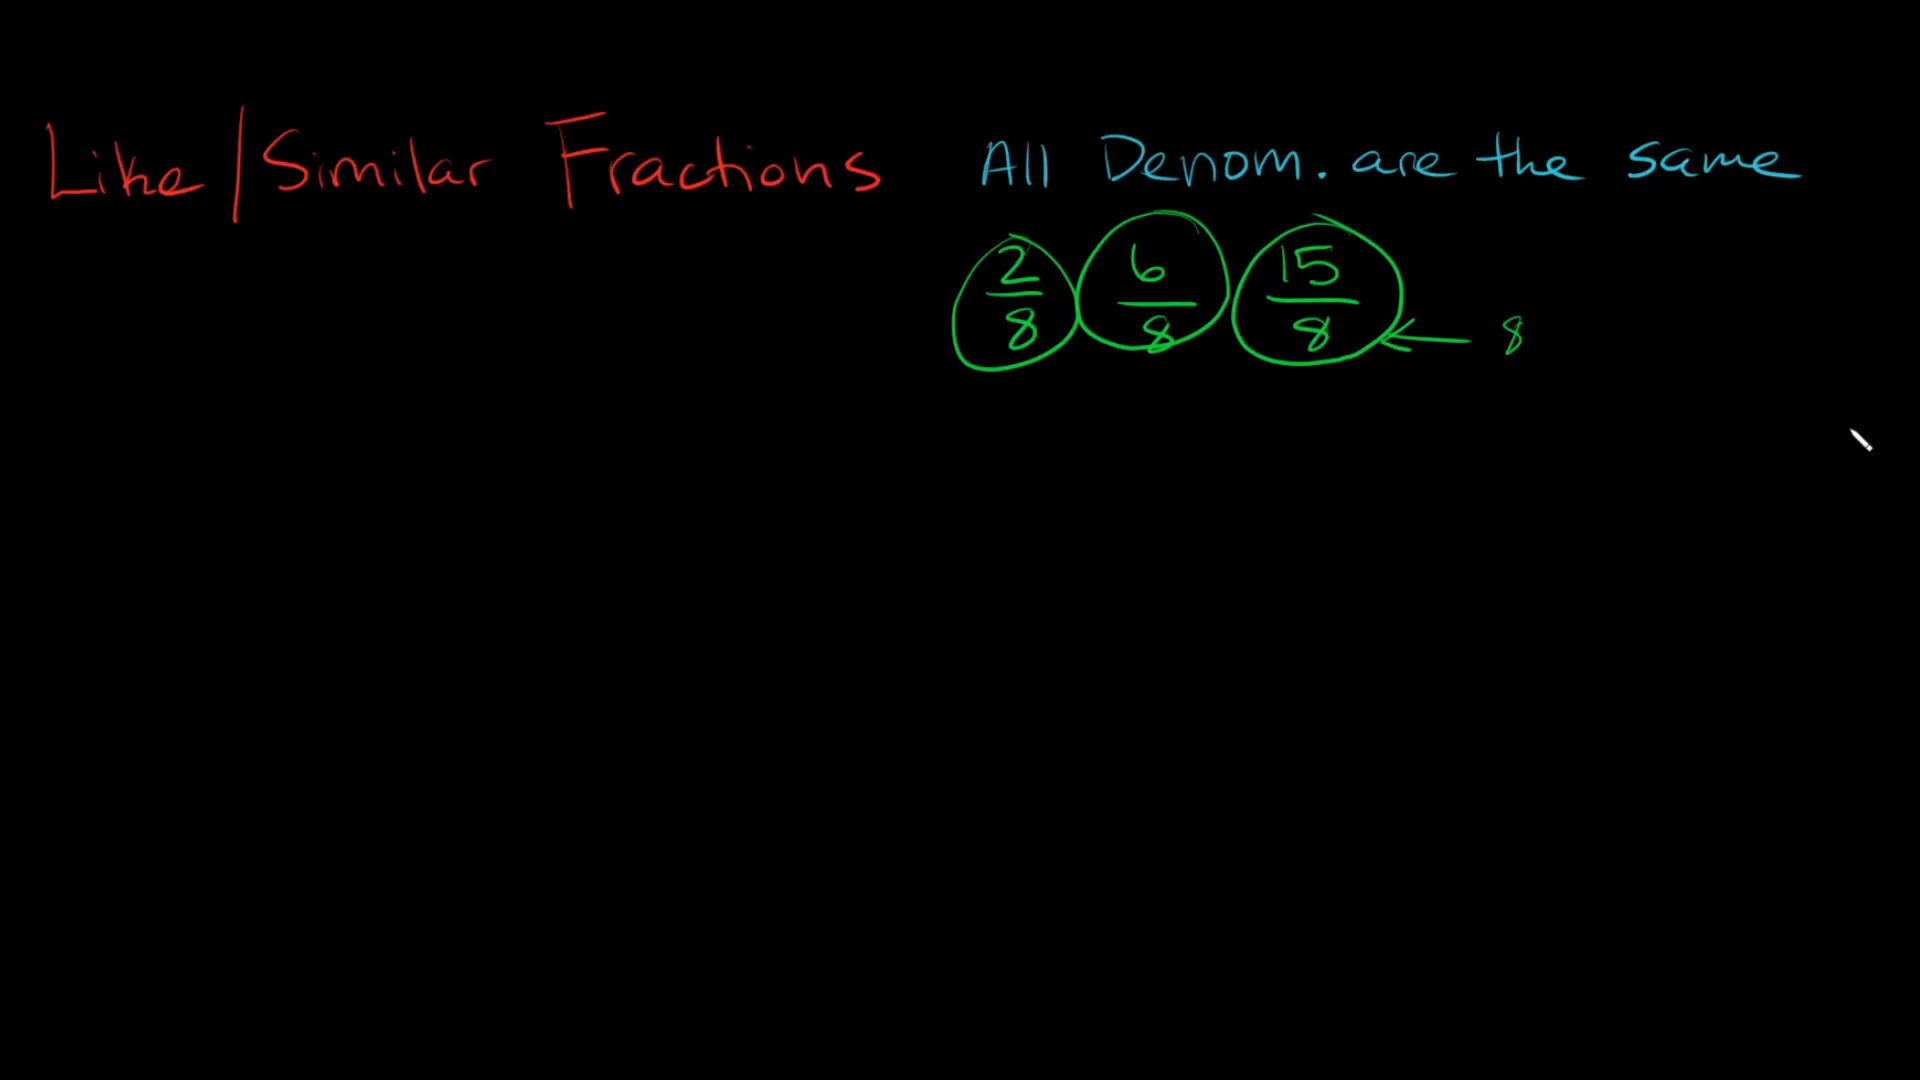 Like/Similar Fractions All Denom. are the same
2/8 6/8 15/8 ← 8